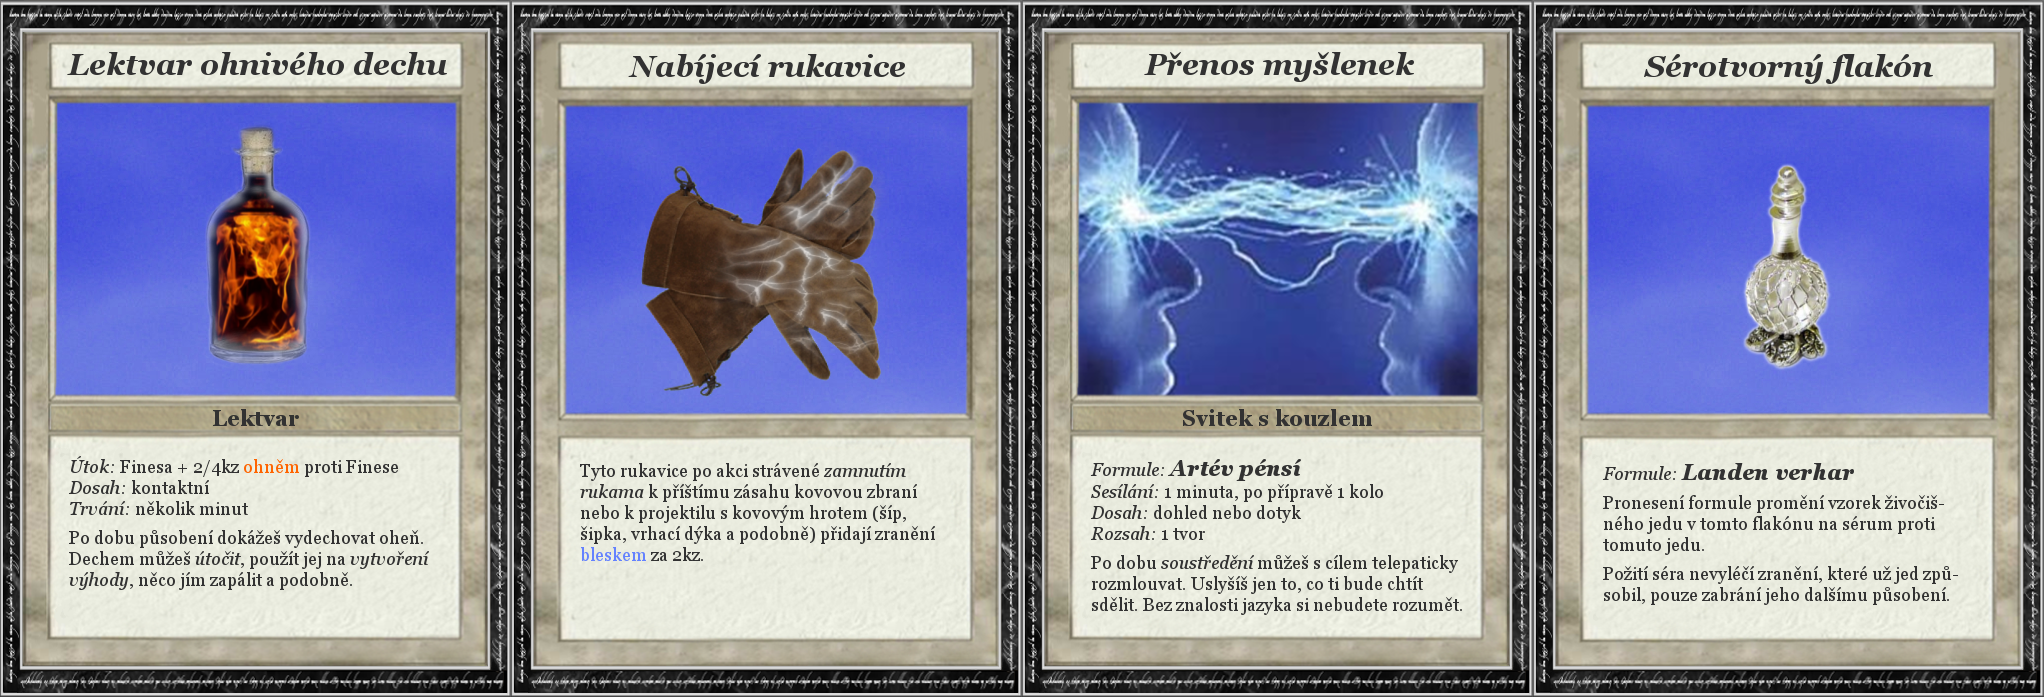 Lektvar ohnivého dechu
Lektvar
Útok: Finesa + 2/4kz ohněm proti Finese
Dosah: kontaktní
Trvání: několik minut
Po dobu působení dokážeš vydechovat oheň.
Dechem můžeš útočit, použít jej na vytvoření
výhody, něco jím zapálit a podobně.
Nabíjecí rukavice
Tyto rukavice po akci strávené zamnutím
rukama k příštímu zásahu kovovou zbraní
nebo k projektilu s kovovým hrotem (šíp,
šipka, vrhací dýka a podobně) přidají zranění
bleskem za 2kz.
Přenos myšlenek
Svitek s kouzlem
Formule: Artév pénsí
Sesílání: 1 minuta, po přípravě 1 kolo
Dosah: dohled nebo dotyk
Rozsah: 1 tvor
Po dobu soustředění můžeš s cílem telepaticky
rozmlouvat. Uslyšíš jen to, co ti bude chtít
sdělit. Bez znalosti jazyka si nebudete rozumět.
Sérotvorný flakón
Formule: Landen verhar
Pronesení formule promění vzorek živočiš-
ného jedu v tomto flakónu na sérum proti
tomuto jedu.
Požití séra nevyléčí zranění, které už jed způ-
sobil, pouze zabrání jeho dalšímu působení.